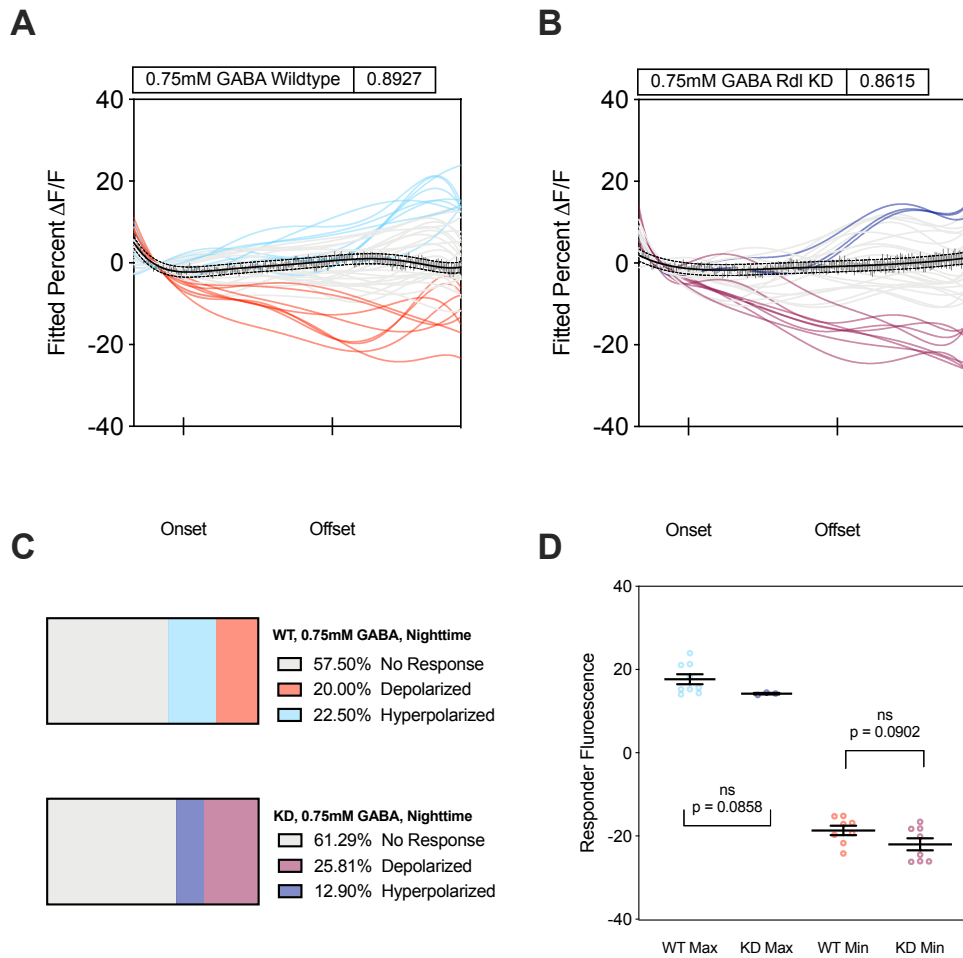 A
B
0.75mM GABA Wildtype 0.8927
0.75mM GABA Rdl KD 0.8615
40
20
0
-20
-40
Fitted Percent ΔF/F
Onset
Offset
40
20
0
-20
-40
Fitted Percent ΔF/F
Onset
Offset
C
WT, 0.75mM GABA, Nighttime
57.50% No Response
20.00% Depolarized
22.50% Hyperpolarized
KD, 0.75mM GABA, Nighttime
61.29% No Response
25.81% Depolarized
12.90% Hyperpolarized
D
40
20
0
-20
-40
Responder Fluroescence
ns
p = 0.0858
ns
p = 0.0902
WT Max
KD Max
WT Min
KD Min